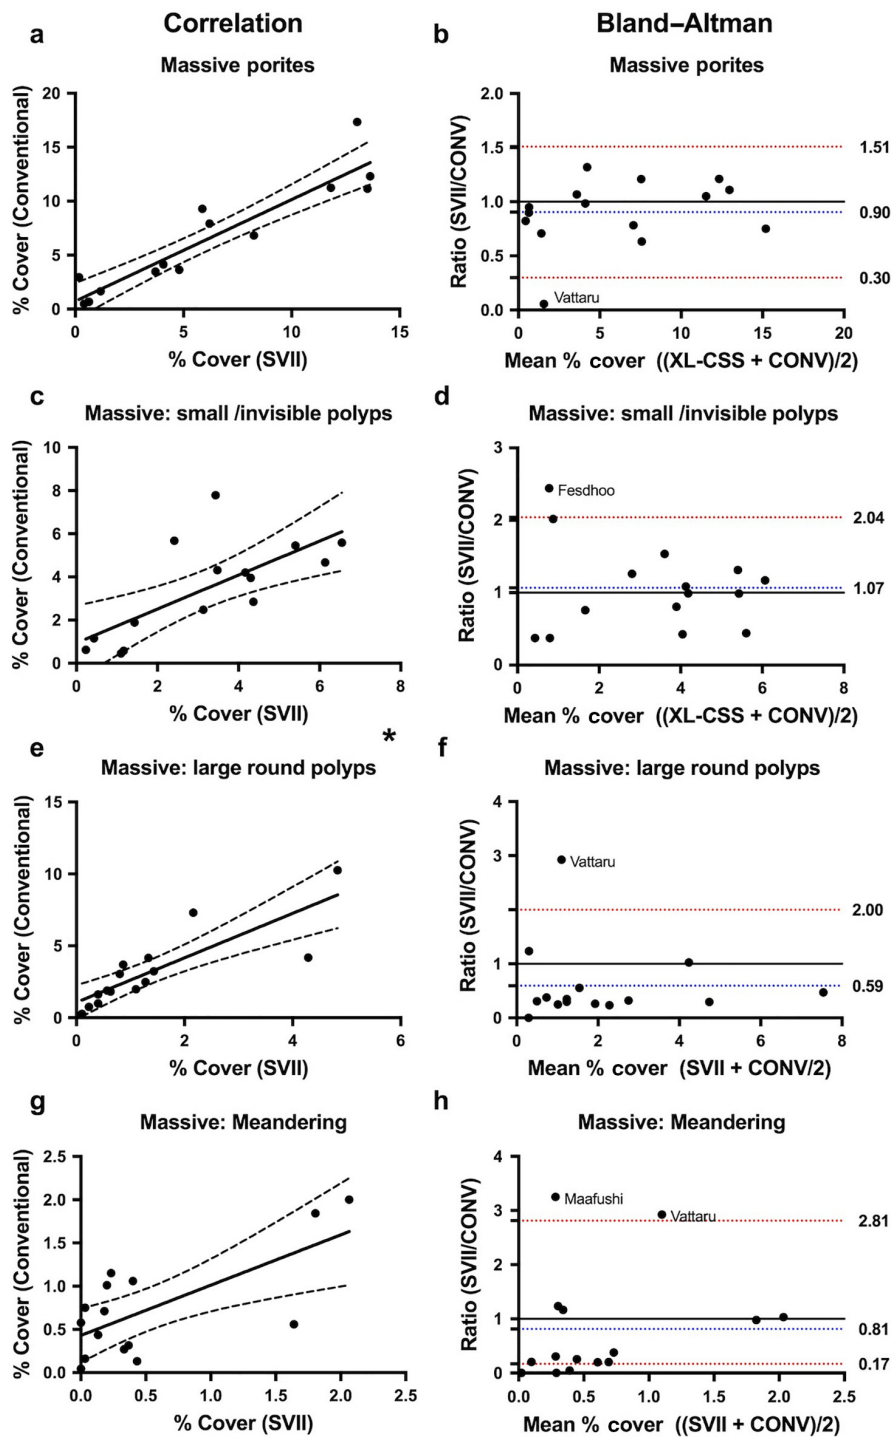 Correlation
Bland–Altman
a
Massive porites
% Cover (Conventional)
20
15
10
5
0
0 5 10 15
% Cover (SVII)
b
Massive porites
Ratio (SVII/CONV)
2.0
1.5
1.0
0.5
0.0
1.51
0.90
0.30
Vattaru
0 5 10 15 20
Mean % cover ((XL-CSS + CONV)/2)
c
Massive: small /invisible polyps
% Cover (Conventional)
10
8
6
4
2
0
0 2 4 6 8
% Cover (SVII)
d
Massive: small /invisible polyps
Ratio (SVII/CONV)
3
2
1
0
Fesdhoo
2.04
1.07
0 2 4 6 8
Mean % cover ((XL-CSS + CONV)/2)
*
e
Massive: large round polyps
% Cover (Conventional)
15
10
5
0
0 2 4 6
% Cover (SVII)
f
Massive: large round polyps
Ratio (SVII/CONV)
4
3
2
1
0
Vattaru
2.00
0.59
0 2 4 6 8
Mean % cover (SVII + CONV/2)
g
Massive: Meandering
% Cover (Conventional)
2.5
2.0
1.5
1.0
0.5
0.0
0.0 0.5 1.0 1.5 2.0 2.5
% Cover (SVII)
h
Massive: Meandering
Ratio (SVII/CONV)
4
3
2
1
0
Maafushi
Vattaru
2.81
0.81
0.17
0.0 0.5 1.0 1.5 2.0 2.5
Mean % cover ((SVII + CONV)/2)